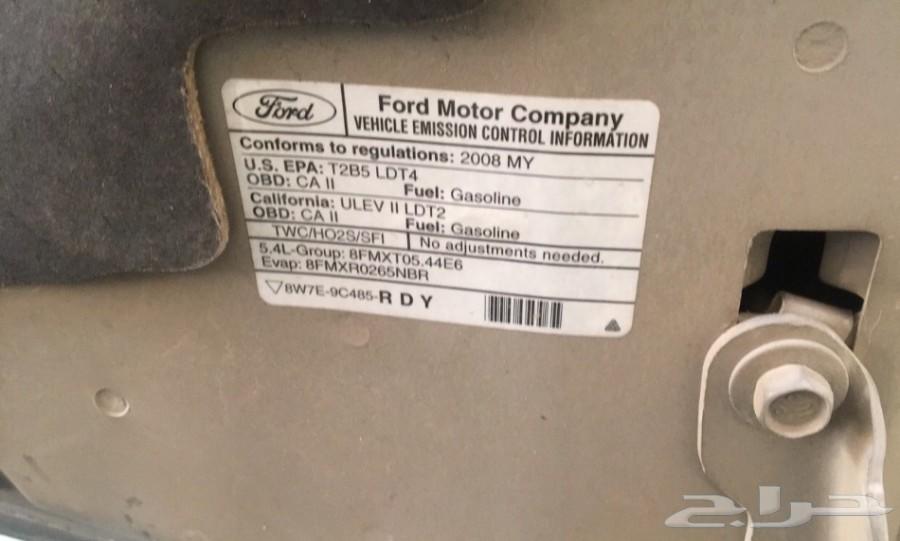 Ford
Ford Motor Company
VEHICLE EMISSION CONTROL INFORMATION
Conforms to regulations: 2008 MY
U.S. EPA: T2B5 LDT4
OBD: CA II Fuel: Gasoline
California: ULEV II LDT2
OBD: CA II Fuel: Gasoline
TWC/HO2S/SFI No adjustments needed.
5.4L-Group: 8FMXT05.44E6
Evap: 8FMXR0265NBR
8W7E-9C485-R D Y
حراج